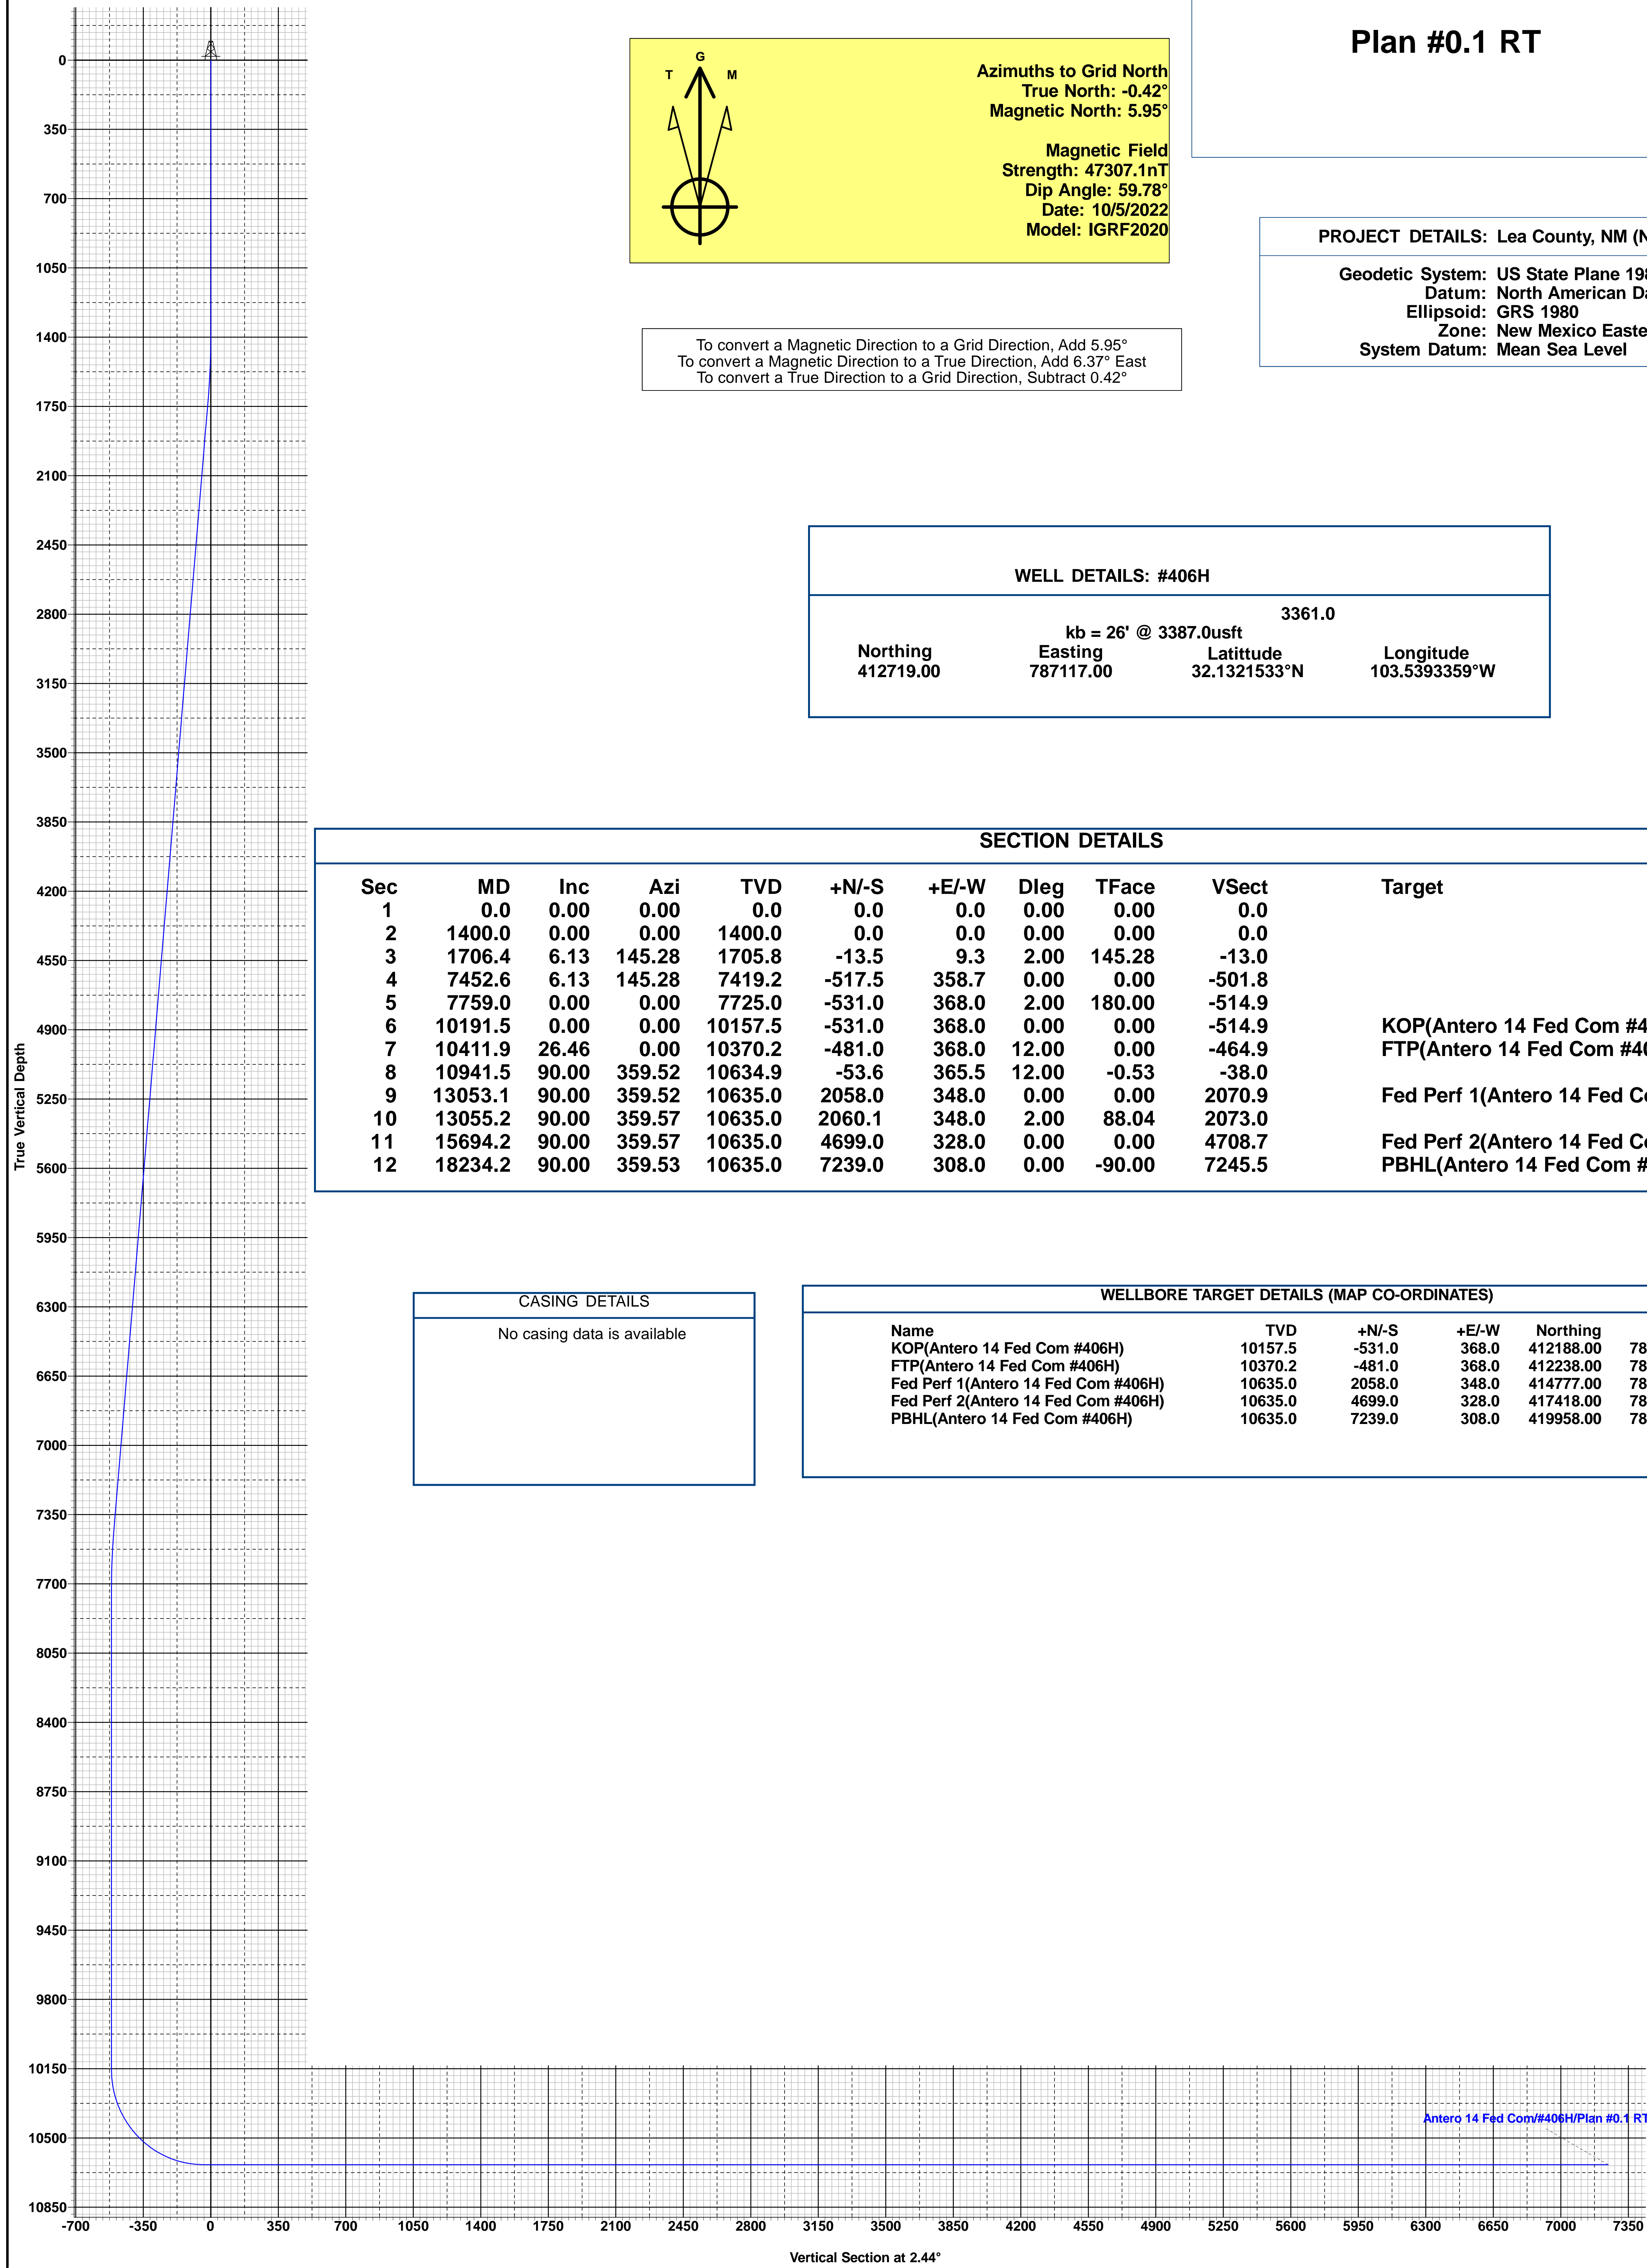 Plan #0.1 RT
G
T M
Azimuths to Grid North
True North: -0.42°
Magnetic North: 5.95°
Magnetic Field
Strength: 47307.1nT
Dip Angle: 59.78°
Date: 10/5/2022
Model: IGRF2020
PROJECT DETAILS: Lea County, NM (N
Geodetic System: US State Plane 198
Datum: North American Da
Ellipsoid: GRS 1980
Zone: New Mexico Easte
System Datum: Mean Sea Level
To convert a Magnetic Direction to a Grid Direction, Add 5.95°
To convert a Magnetic Direction to a True Direction, Add 6.37° East
To convert a True Direction to a Grid Direction, Subtract 0.42°
WELL DETAILS: #406H
3361.0
kb = 26' @ 3387.0usft
Northing Easting Latittude Longitude
412719.00 787117.00 32.1321533°N 103.5393359°W
SECTION DETAILS
Sec MD Inc Azi TVD +N/-S +E/-W Dleg TFace VSect Target
1 0.0 0.00 0.00 0.0 0.0 0.0 0.00 0.00 0.0
2 1400.0 0.00 0.00 1400.0 0.0 0.0 0.00 0.00 0.0
3 1706.4 6.13 145.28 1705.8 -13.5 9.3 2.00 145.28 -13.0
4 7452.6 6.13 145.28 7419.2 -517.5 358.7 0.00 0.00 -501.8
5 7759.0 0.00 0.00 7725.0 -531.0 368.0 2.00 180.00 -514.9
6 10191.5 0.00 0.00 10157.5 -531.0 368.0 0.00 0.00 -514.9 KOP(Antero 14 Fed Com #4
7 10411.9 26.46 0.00 10370.2 -481.0 368.0 12.00 0.00 -464.9 FTP(Antero 14 Fed Com #40
8 10941.5 90.00 359.52 10634.9 -53.6 365.5 12.00 -0.53 -38.0
9 13053.1 90.00 359.52 10635.0 2058.0 348.0 0.00 0.00 2070.9 Fed Perf 1(Antero 14 Fed Co
10 13055.2 90.00 359.57 10635.0 2060.1 348.0 2.00 88.04 2073.0
11 15694.2 90.00 359.57 10635.0 4699.0 328.0 0.00 0.00 4708.7 Fed Perf 2(Antero 14 Fed Co
12 18234.2 90.00 359.53 10635.0 7239.0 308.0 0.00 -90.00 7245.5 PBHL(Antero 14 Fed Com #
CASING DETAILS
No casing data is available
WELLBORE TARGET DETAILS (MAP CO-ORDINATES)
Name TVD +N/-S +E/-W Northing
KOP(Antero 14 Fed Com #406H) 10157.5 -531.0 368.0 412188.00 78
FTP(Antero 14 Fed Com #406H) 10370.2 -481.0 368.0 412238.00 78
Fed Perf 1(Antero 14 Fed Com #406H) 10635.0 2058.0 348.0 414777.00 78
Fed Perf 2(Antero 14 Fed Com #406H) 10635.0 4699.0 328.0 417418.00 78
PBHL(Antero 14 Fed Com #406H) 10635.0 7239.0 308.0 419958.00 78
True Vertical Depth
0
350
700
1050
1400
1750
2100
2450
2800
3150
3500
3850
4200
4550
4900
5250
5600
5950
6300
6650
7000
7350
7700
8050
8400
8750
9100
9450
9800
10150
10500
10850
Antero 14 Fed Com/#406H/Plan #0.1 RT
-700 -350 0 350 700 1050 1400 1750 2100 2450 2800 3150 3500 3850 4200 4550 4900 5250 5600 5950 6300 6650 7000 7350
Vertical Section at 2.44°